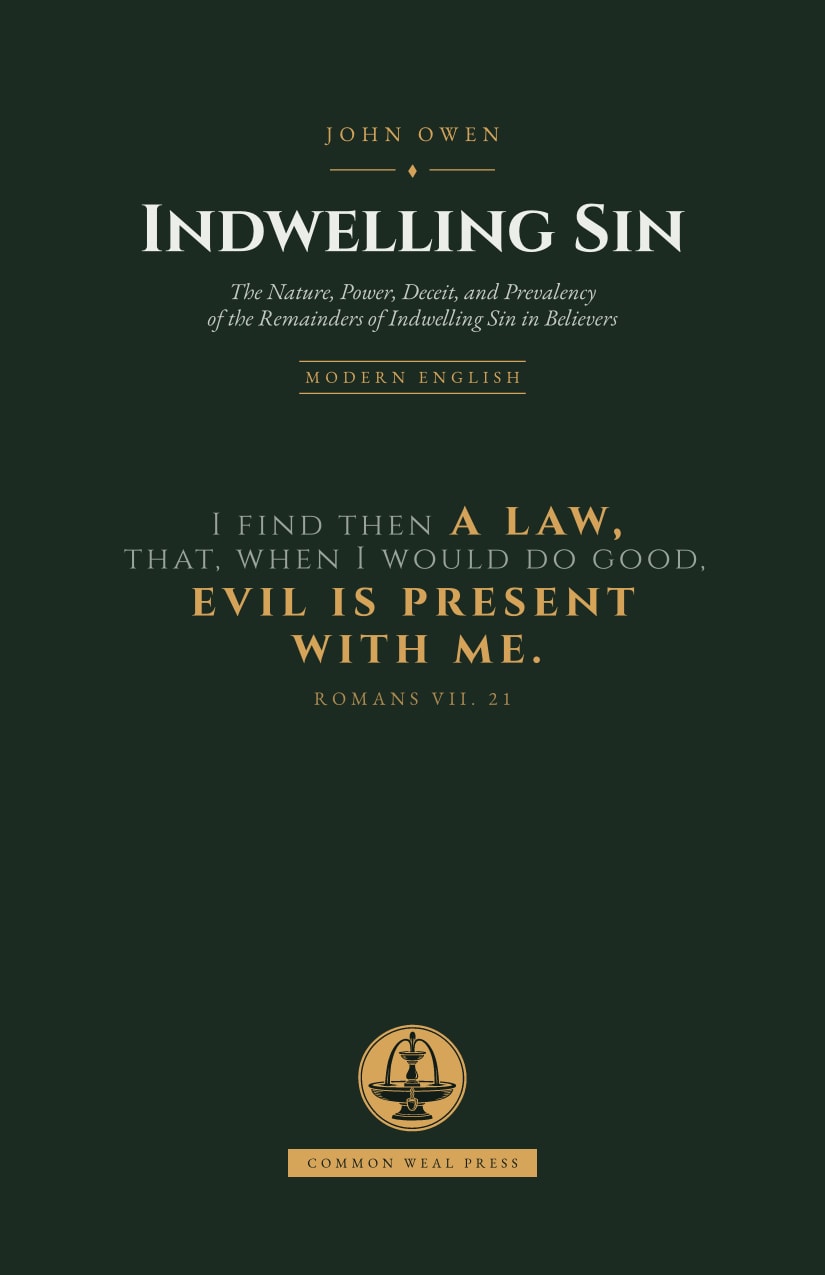 JOHN OWEN
INDWELLING SIN
The Nature, Power, Deceit, and Prevalency
of the Remainders of Indwelling Sin in Believers
MODERN ENGLISH
I FIND THEN A LAW,
THAT, WHEN I WOULD DO GOOD,
EVIL IS PRESENT
WITH ME.
ROMANS VII. 21
COMMON WEAL PRESS